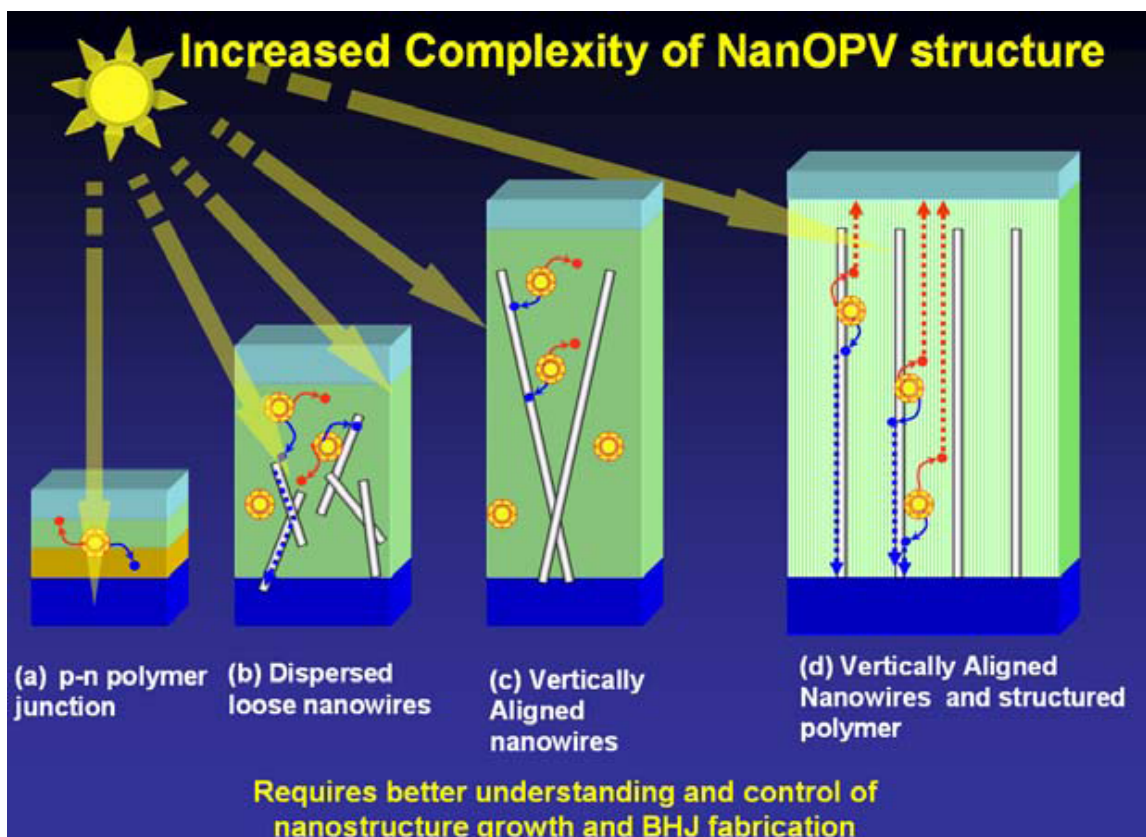 Increased Complexity of NanOPV structure
(a) p-n polymer
junction
(b) Dispersed
loose nanowires
(c) Vertically
Aligned
nanowires
(d) Vertically Aligned
Nanowires and structured
polymer
Requires better understanding and control of
nanostructure growth and BHJ fabrication